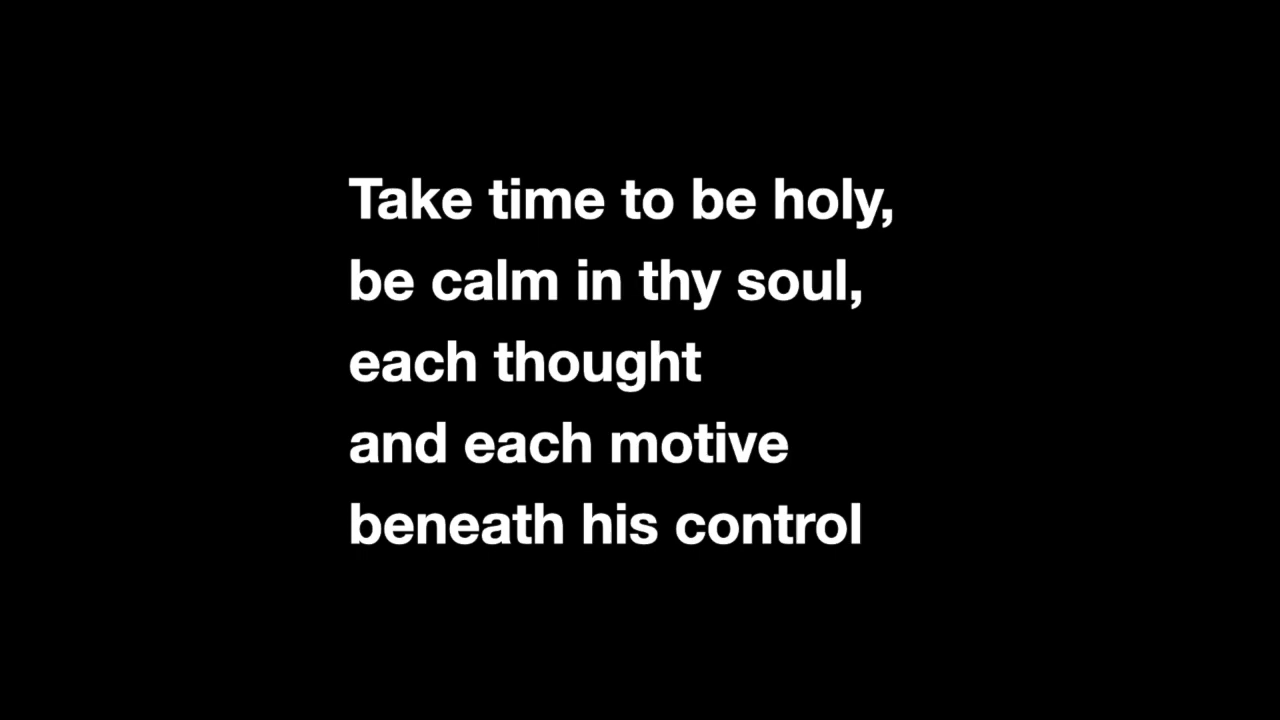 Take time to be holy,
be calm in thy soul,
each thought
and each motive
beneath his control